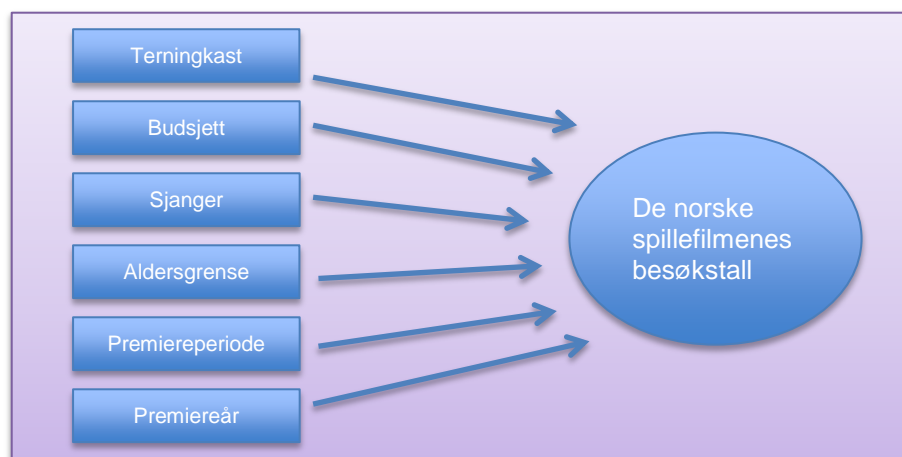 Terningkast
Budsjett
Sjanger
Aldersgrense
Premiereperiode
Premiereår
De norske
spillefilmenes
besøkstall